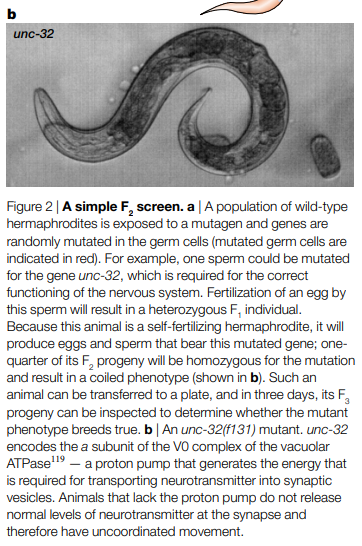 b
unc-32
Figure 2 | A simple F2 screen. a | A population of wild-type
hermaphrodites is exposed to a mutagen and genes are
randomly mutated in the germ cells (mutated germ cells are
indicated in red). For example, one sperm could be mutated
for the gene unc-32, which is required for the correct
functioning of the nervous system. Fertilization of an egg by
this sperm will result in a heterozygous F1 individual.
Because this animal is a self-fertilizing hermaphrodite, it will
produce eggs and sperm that bear this mutated gene; one-
quarter of its F2 progeny will be homozygous for the mutation
and result in a coiled phenotype (shown in b). Such an
animal can be transferred to a plate, and in three days, its F3
progeny can be inspected to determine whether the mutant
phenotype breeds true. b | An unc-32(f131) mutant. unc-32
encodes the a subunit of the V0 complex of the vacuolar
ATPase119 — a proton pump that generates the energy that
is required for transporting neurotransmitter into synaptic
vesicles. Animals that lack the proton pump do not release
normal levels of neurotransmitter at the synapse and
therefore have uncoordinated movement.